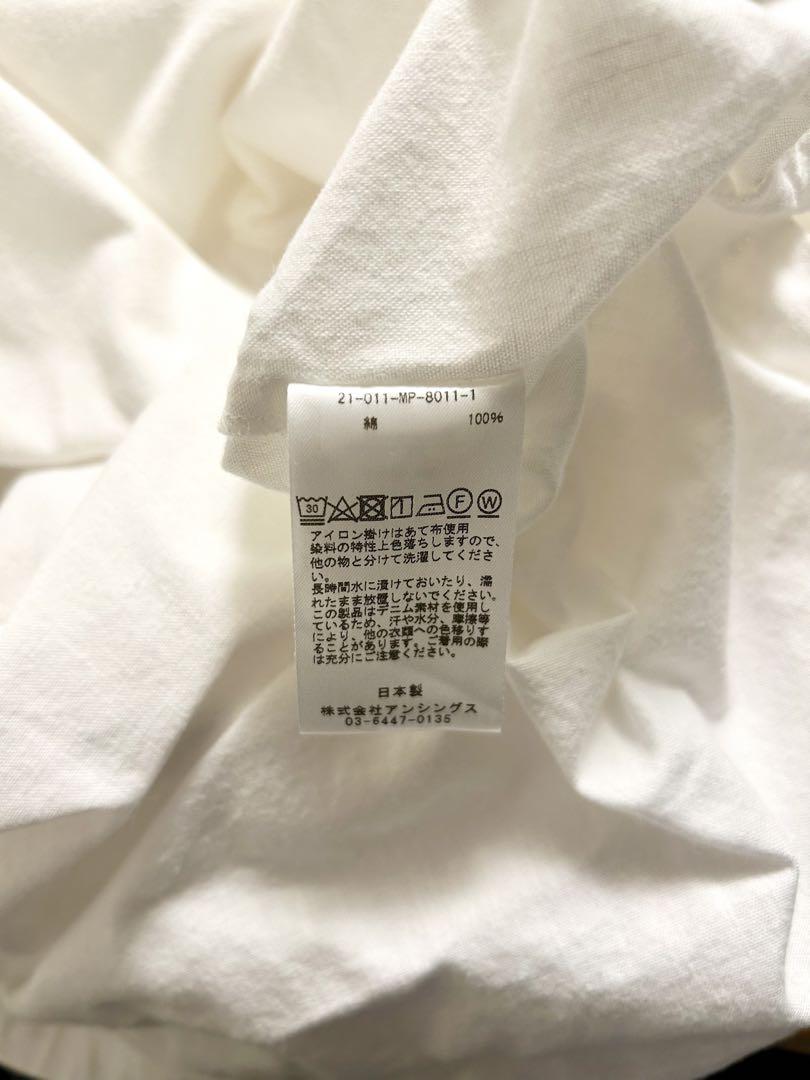 21-011-MP-8011-1
綿 100%
30 F W
アイロン掛けはあて布使用
染料の特性上色落ちしますので、
他の物と分けて洗濯してくださ
い。
長時間水に漬けておいたり、濡
れたまま放置しないでください。
この製品はデニム素材を使用し
ているため、汗や水分、摩擦等
により、他の衣類への色移りす
ることがあります。ご着用の際
は充分にご注意ください。
日本製
株式会社アンシングス
03-6447-0135